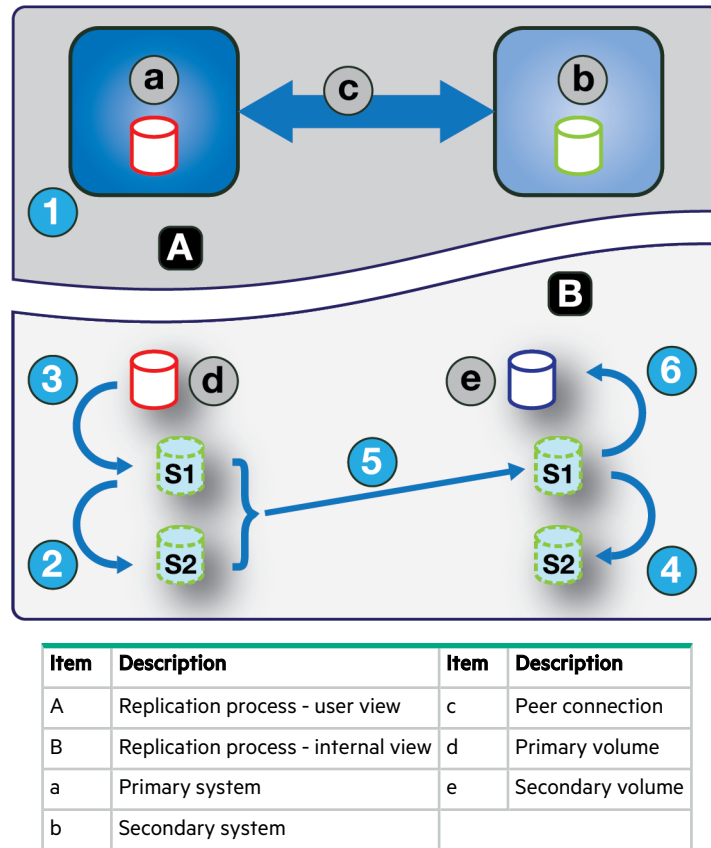 a
c
b
1
A
B
3
d
e
6
S1
5
S1
2
S2
S2
4
Item Description Item Description
A Replication process - user view c Peer connection
B Replication process - internal view d Primary volume
a Primary system e Secondary volume
b Secondary system